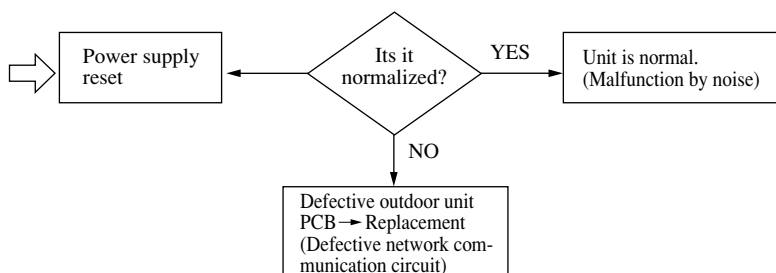 Power supply
reset
Its it
normalized?
YES
Unit is normal.
(Malfunction by noise)
NO
Defective outdoor unit
PCB → Replacement
(Defective network com-
munication circuit)